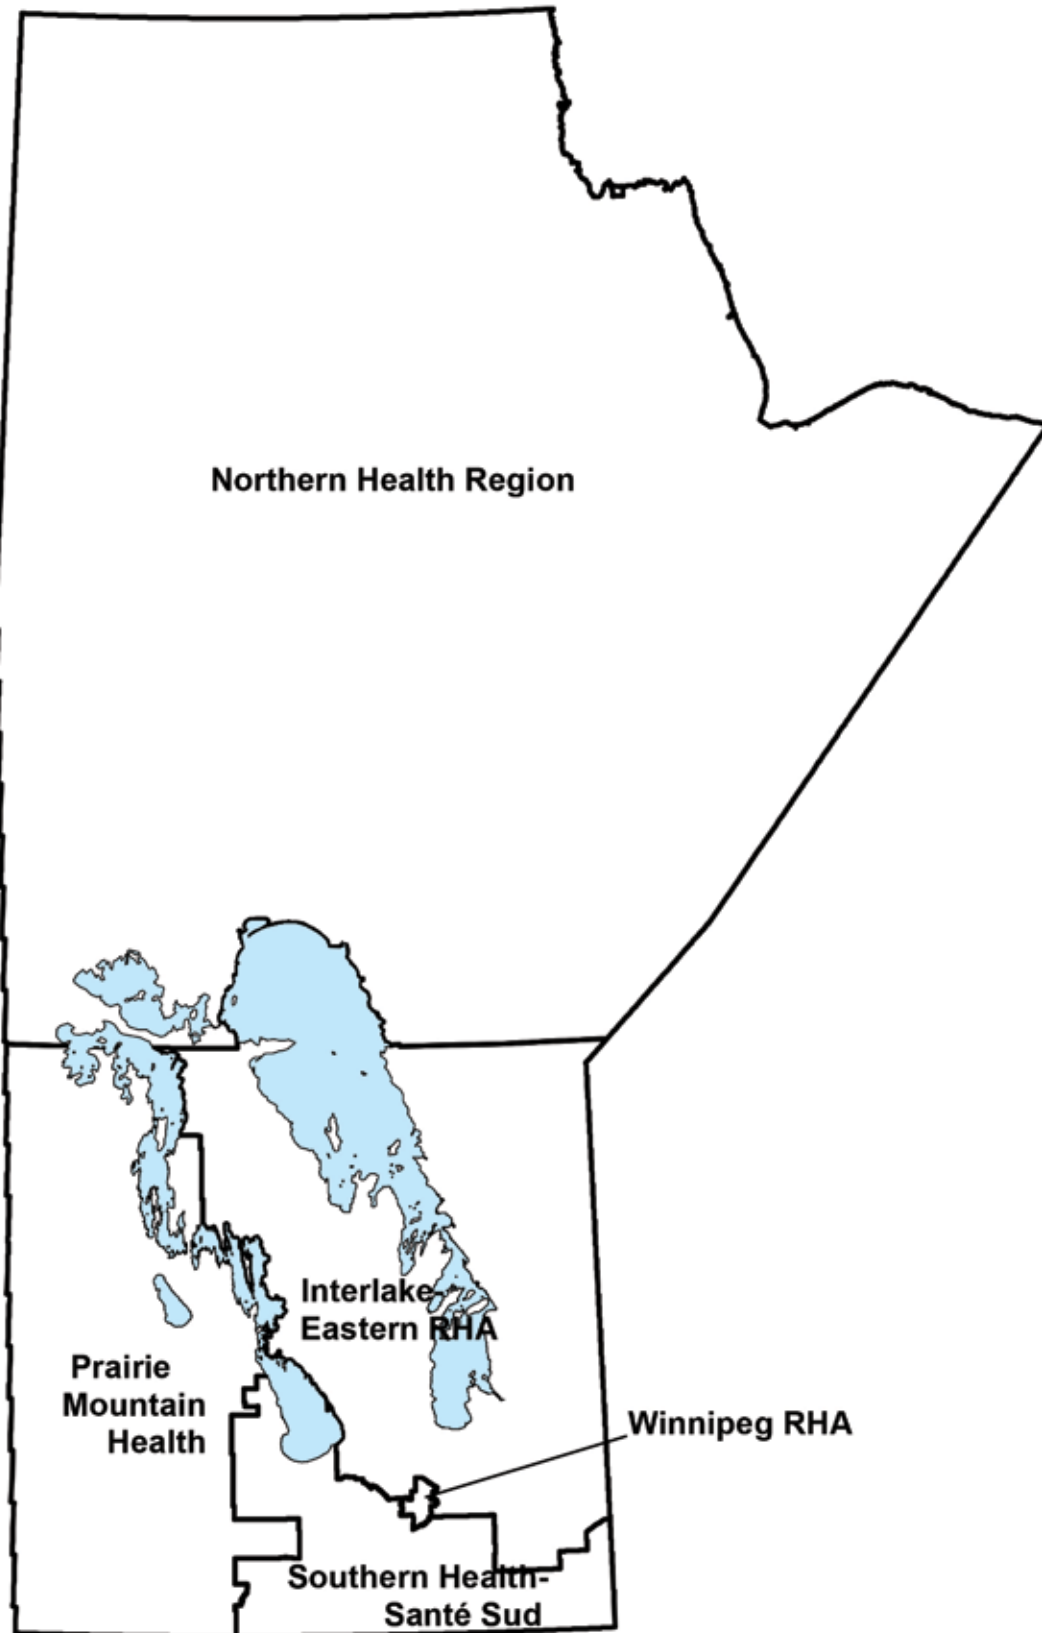 Northern Health Region
Interlake-
Eastern RHA
Prairie
Mountain
Health
Winnipeg RHA
Southern Health-
Santé Sud